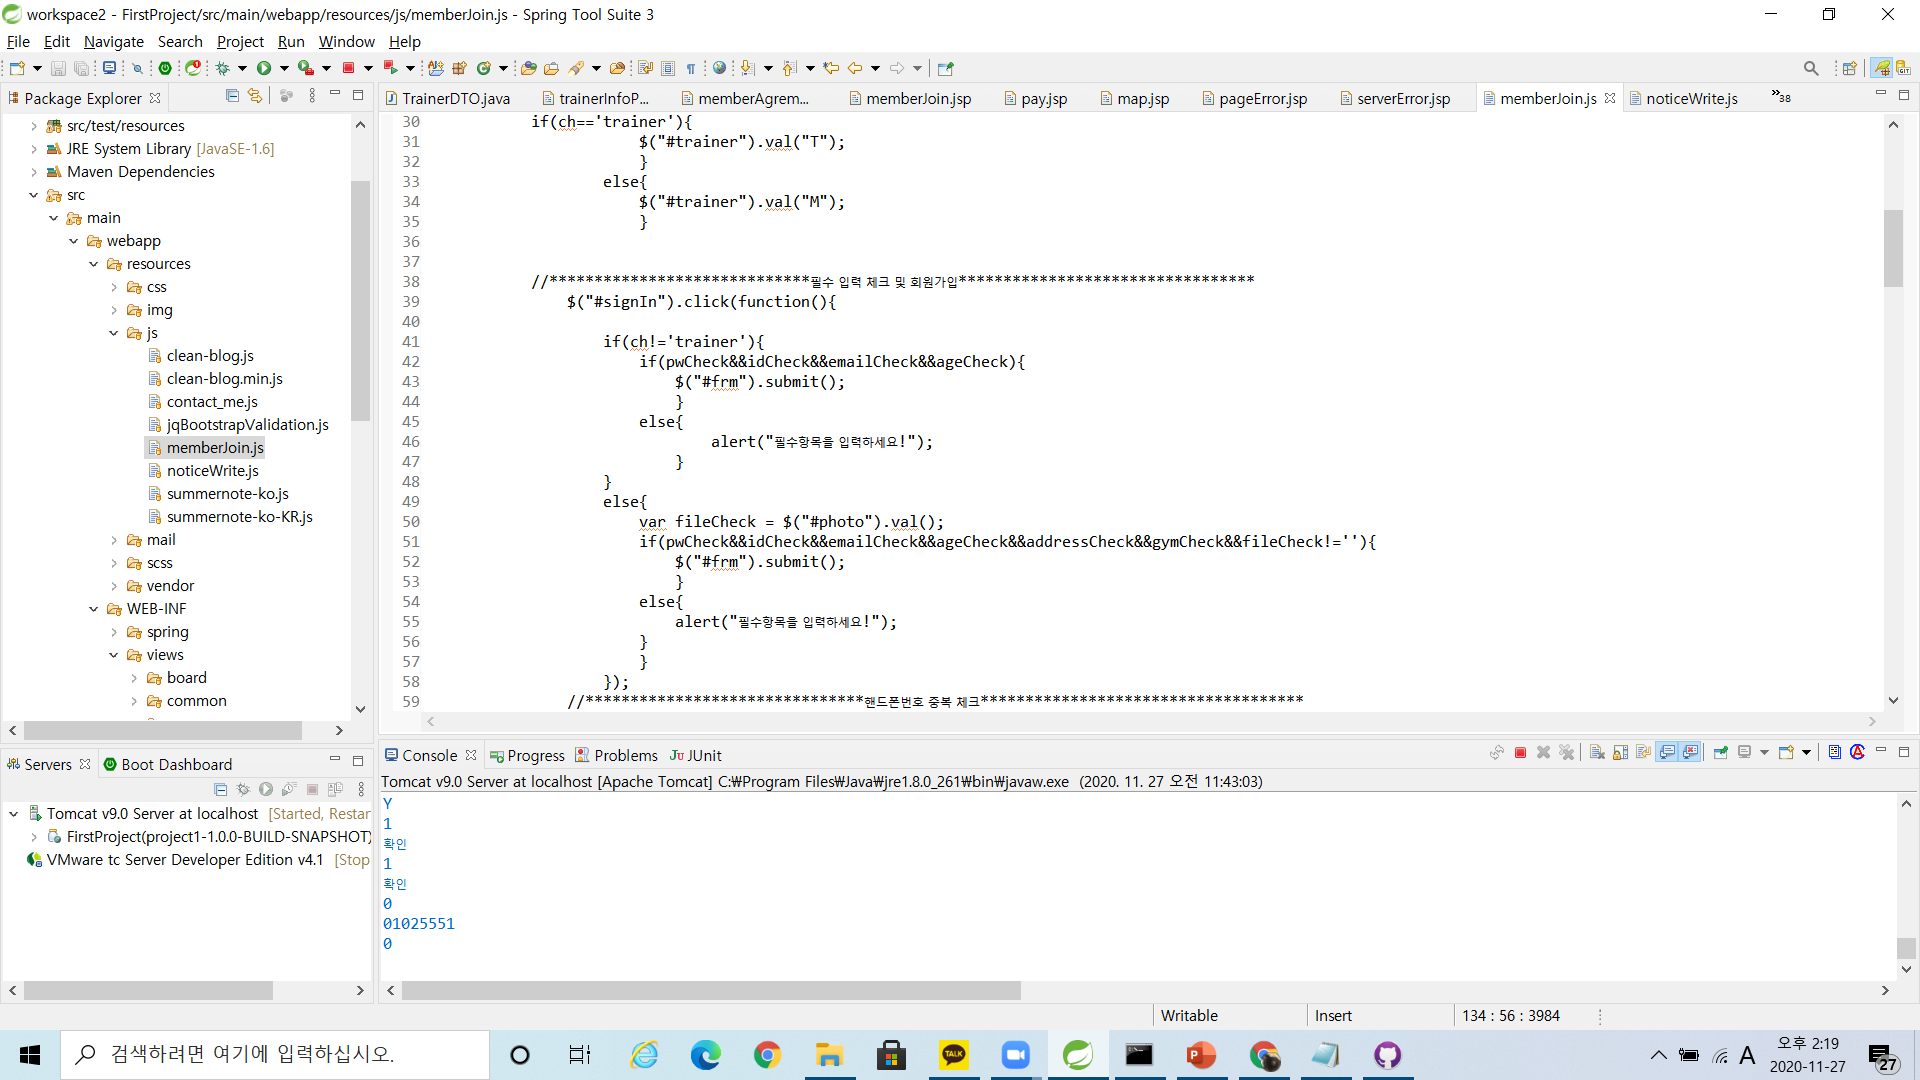 workspace2 - FirstProject/src/main/webapp/resources/js/memberJoin.js - Spring Tool Suite 3
File Edit Navigate Search Project Run Window Help
Package Explorer
src/test/resources
JRE System Library [JavaSE-1.6]
Maven Dependencies
src
main
webapp
resources
css
img
js
clean-blog.js
clean-blog.min.js
contact_me.js
jqBootstrapValidation.js
memberJoin.js
noticeWrite.js
summernote-ko.js
summernote-ko-KR.js
mail
scss
vendor
WEB-INF
spring
views
board
common
TrainerDTO.java trainerInfoP... memberAgrem... memberJoin.jsp pay.jsp map.jsp pageError.jsp serverError.jsp memberJoin.js noticeWrite.js »38
30 if(ch=='trainer'){
31 $("#trainer").val("T");
32 }
33 else{
34 $("#trainer").val("M");
35 }
36
37
38 //*****************************필수 입력 체크 및 회원가입*********************************
39 $("#signIn").click(function(){
40
41 if(ch!='trainer'){
42 if(pwCheck&&idCheck&&emailCheck&&ageCheck){
43 $("#frm").submit();
44 }
45 else{
46 alert("필수항목을 입력하세요!");
47 }
48 }
49 else{
50 var fileCheck = $("#photo").val();
51 if(pwCheck&&idCheck&&emailCheck&&ageCheck&&addressCheck&&gymCheck&&fileCheck!=''){
52 $("#frm").submit();
53 }
54 else{
55 alert("필수항목을 입력하세요!");
56 }
57 }
58 });
59 //*******************************핸드폰번호 중복 체크************************************
Servers Boot Dashboard
Tomcat v9.0 Server at localhost [Started, Restar
FirstProject(project1-1.0.0-BUILD-SNAPSHOT)
VMware tc Server Developer Edition v4.1 [Stop
Console Progress Problems JUnit
Tomcat v9.0 Server at localhost [Apache Tomcat] C:₩Program Files₩Java₩jre1.8.0_261₩bin₩javaw.exe (2020. 11. 27 오전 11:43:03)
Y
1
확인
1
확인
0
01025551
0
Writable Insert 134 : 56 : 3984
검색하려면 여기에 입력하십시오.
TALK
A
오후 2:19
2020-11-27
27